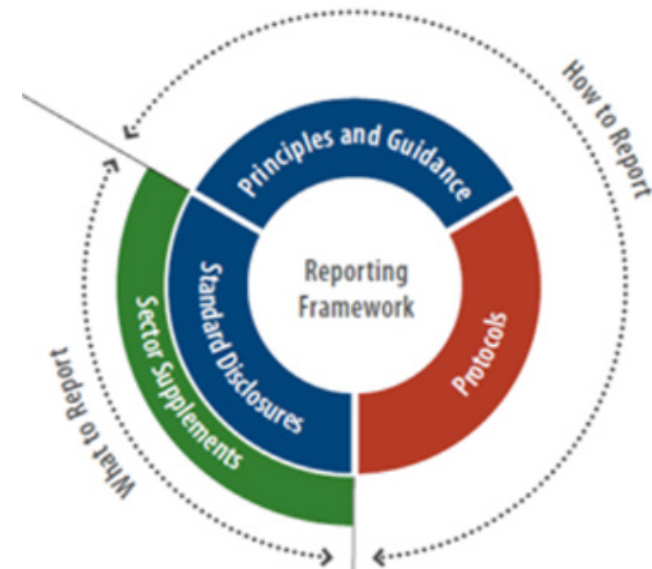 How to Report
Principles and Guidance
Reporting
Framework
Standard Disclosures
Sector Supplements
Protocols
What to Report